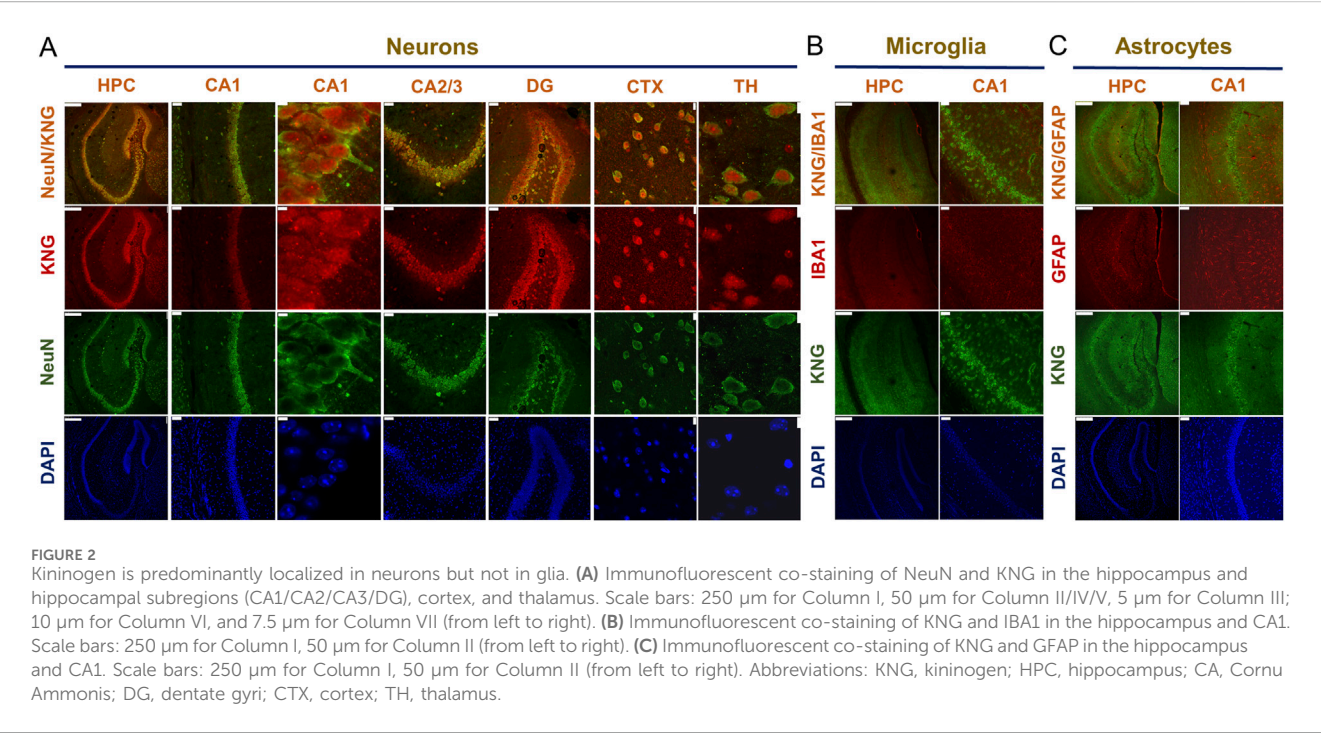 A Neurons B Microglia C Astrocytes
HPC CA1 CA1 CA2/3 DG CTX TH HPC CA1 HPC CA1
NeuN/KNG KNG/IBA1 KNG/GFAP
KNG IBA1 GFAP
NeuN KNG KNG
DAPI DAPI DAPI
FIGURE 2
Kininogen is predominantly localized in neurons but not in glia. (A) Immunofluorescent co-staining of NeuN and KNG in the hippocampus and
hippocampal subregions (CA1/CA2/CA3/DG), cortex, and thalamus. Scale bars: 250 μm for Column I, 50 μm for Column II/IV/V, 5 μm for Column III;
10 μm for Column VI, and 7.5 μm for Column VII (from left to right). (B) Immunofluorescent co-staining of KNG and IBA1 in the hippocampus and CA1.
Scale bars: 250 μm for Column I, 50 μm for Column II (from left to right). (C) Immunofluorescent co-staining of KNG and GFAP in the hippocampus
and CA1. Scale bars: 250 μm for Column I, 50 μm for Column II (from left to right). Abbreviations: KNG, kininogen; HPC, hippocampus; CA, Cornu
Ammonis; DG, dentate gyri; CTX, cortex; TH, thalamus.